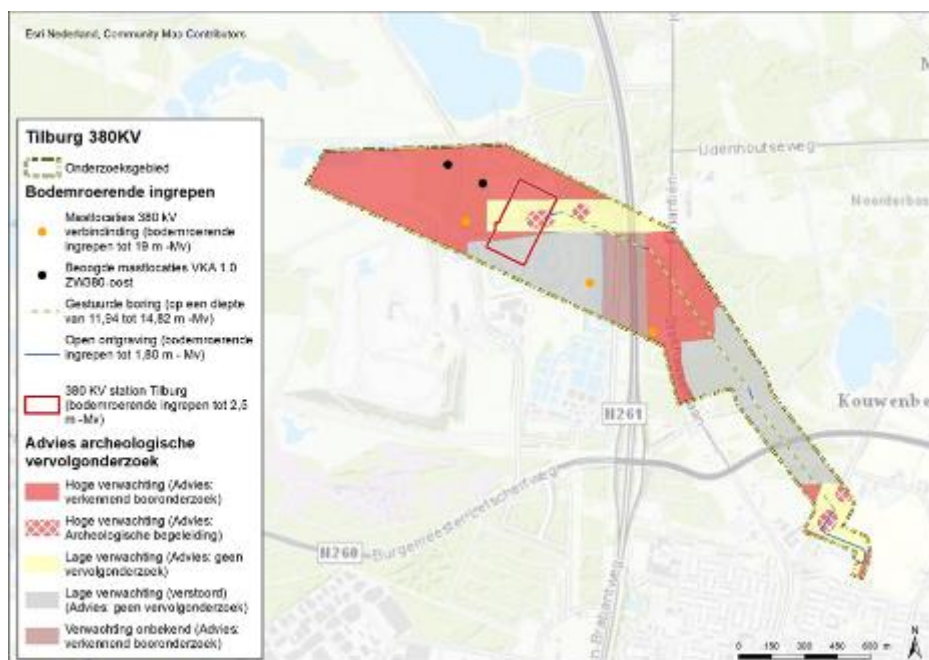 Esri Nederland, Community Map Contributors
Tilburg 380KV
Onderzoeksgebied
Bodemroerende ingrepen
Mastlocaties 380 kV
verbindinding (bodemroerende
ingrepen tot 19 m -Mv)
Beoogde mastlocaties VKA 1.0
ZW380-oost
Gestuurde boring (op een diepte
van 11,94 tot 14,82 m -Mv)
Open ontgraving (bodemroerende
ingrepen tot 1,80 m - Mv)
380 KV station Tilburg
(bodemroerende ingrepen tot 2,5
m -Mv)
Advies archeologische
vervolgonderzoek
Hoge verwachting (Advies:
verkennend booronderzoek)
Hoge verwachting (Advies:
Archeologische begeleiding)
Lage verwachting (Advies: geen
vervolgonderzoek)
Lage verwachting (verstoord)
(Advies: geen vervolgonderzoek)
Verwachting onbekend (Advies:
verkennend booronderzoek)
Udenhoutseweg
Noorderbos
N261
Kouwenbe
Burgemeester
N260
N
0 150 300 450 600 m